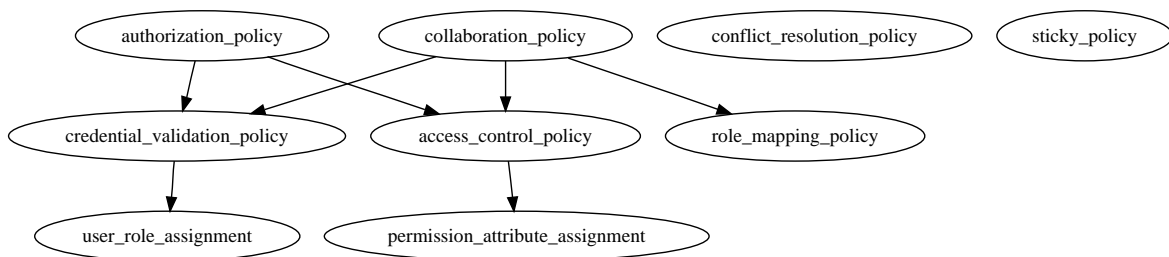 authorization_policy
collaboration_policy
conflict_resolution_policy
sticky_policy
credential_validation_policy
access_control_policy
role_mapping_policy
user_role_assignment
permission_attribute_assignment